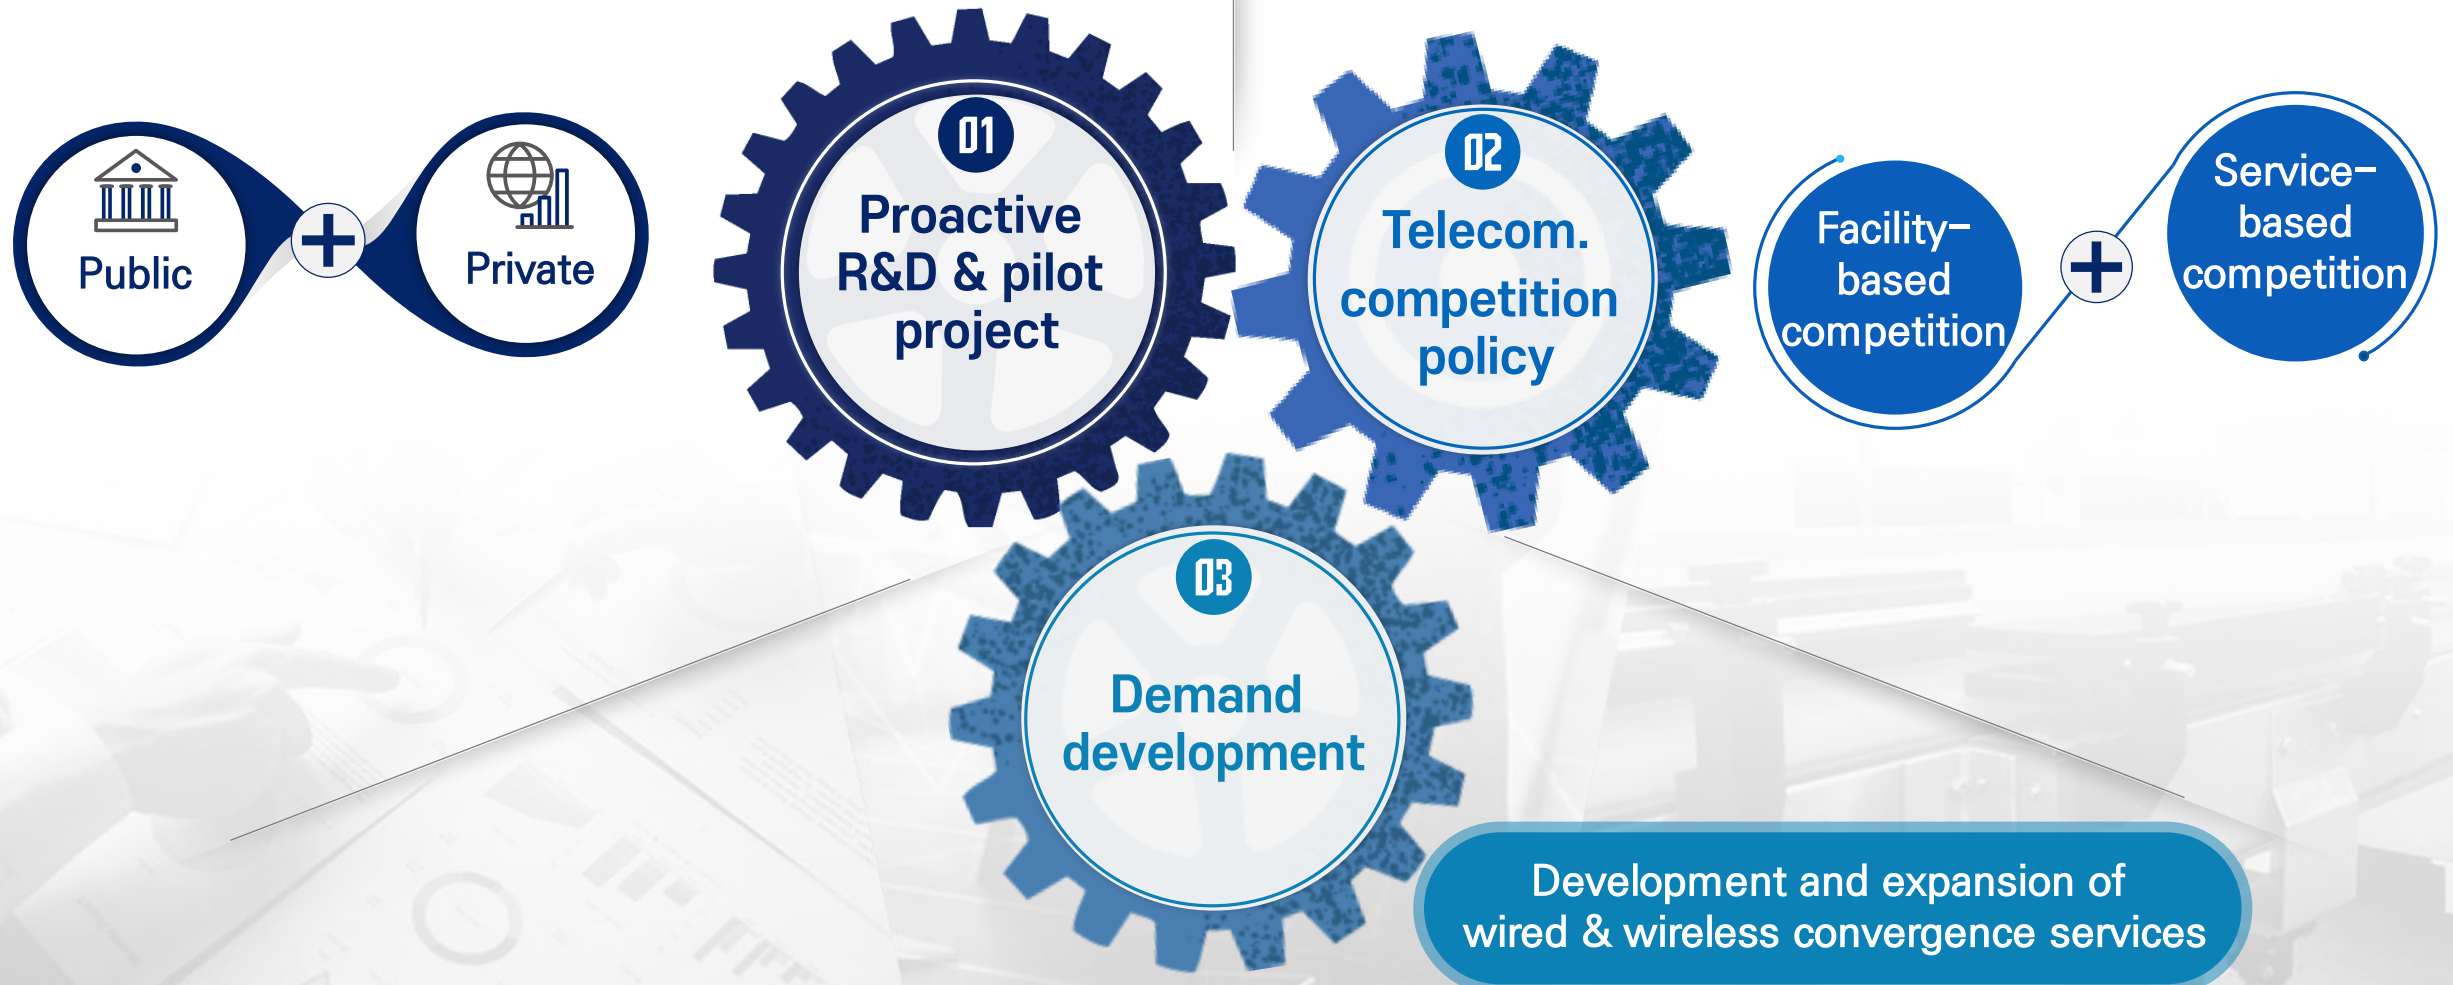 Public
Private
01
Proactive
R&D & pilot
project
02
Telecom.
competition
policy
Facility-
based
competition
Service-
based
competition
03
Demand
development
Development and expansion of
wired & wireless convergence services